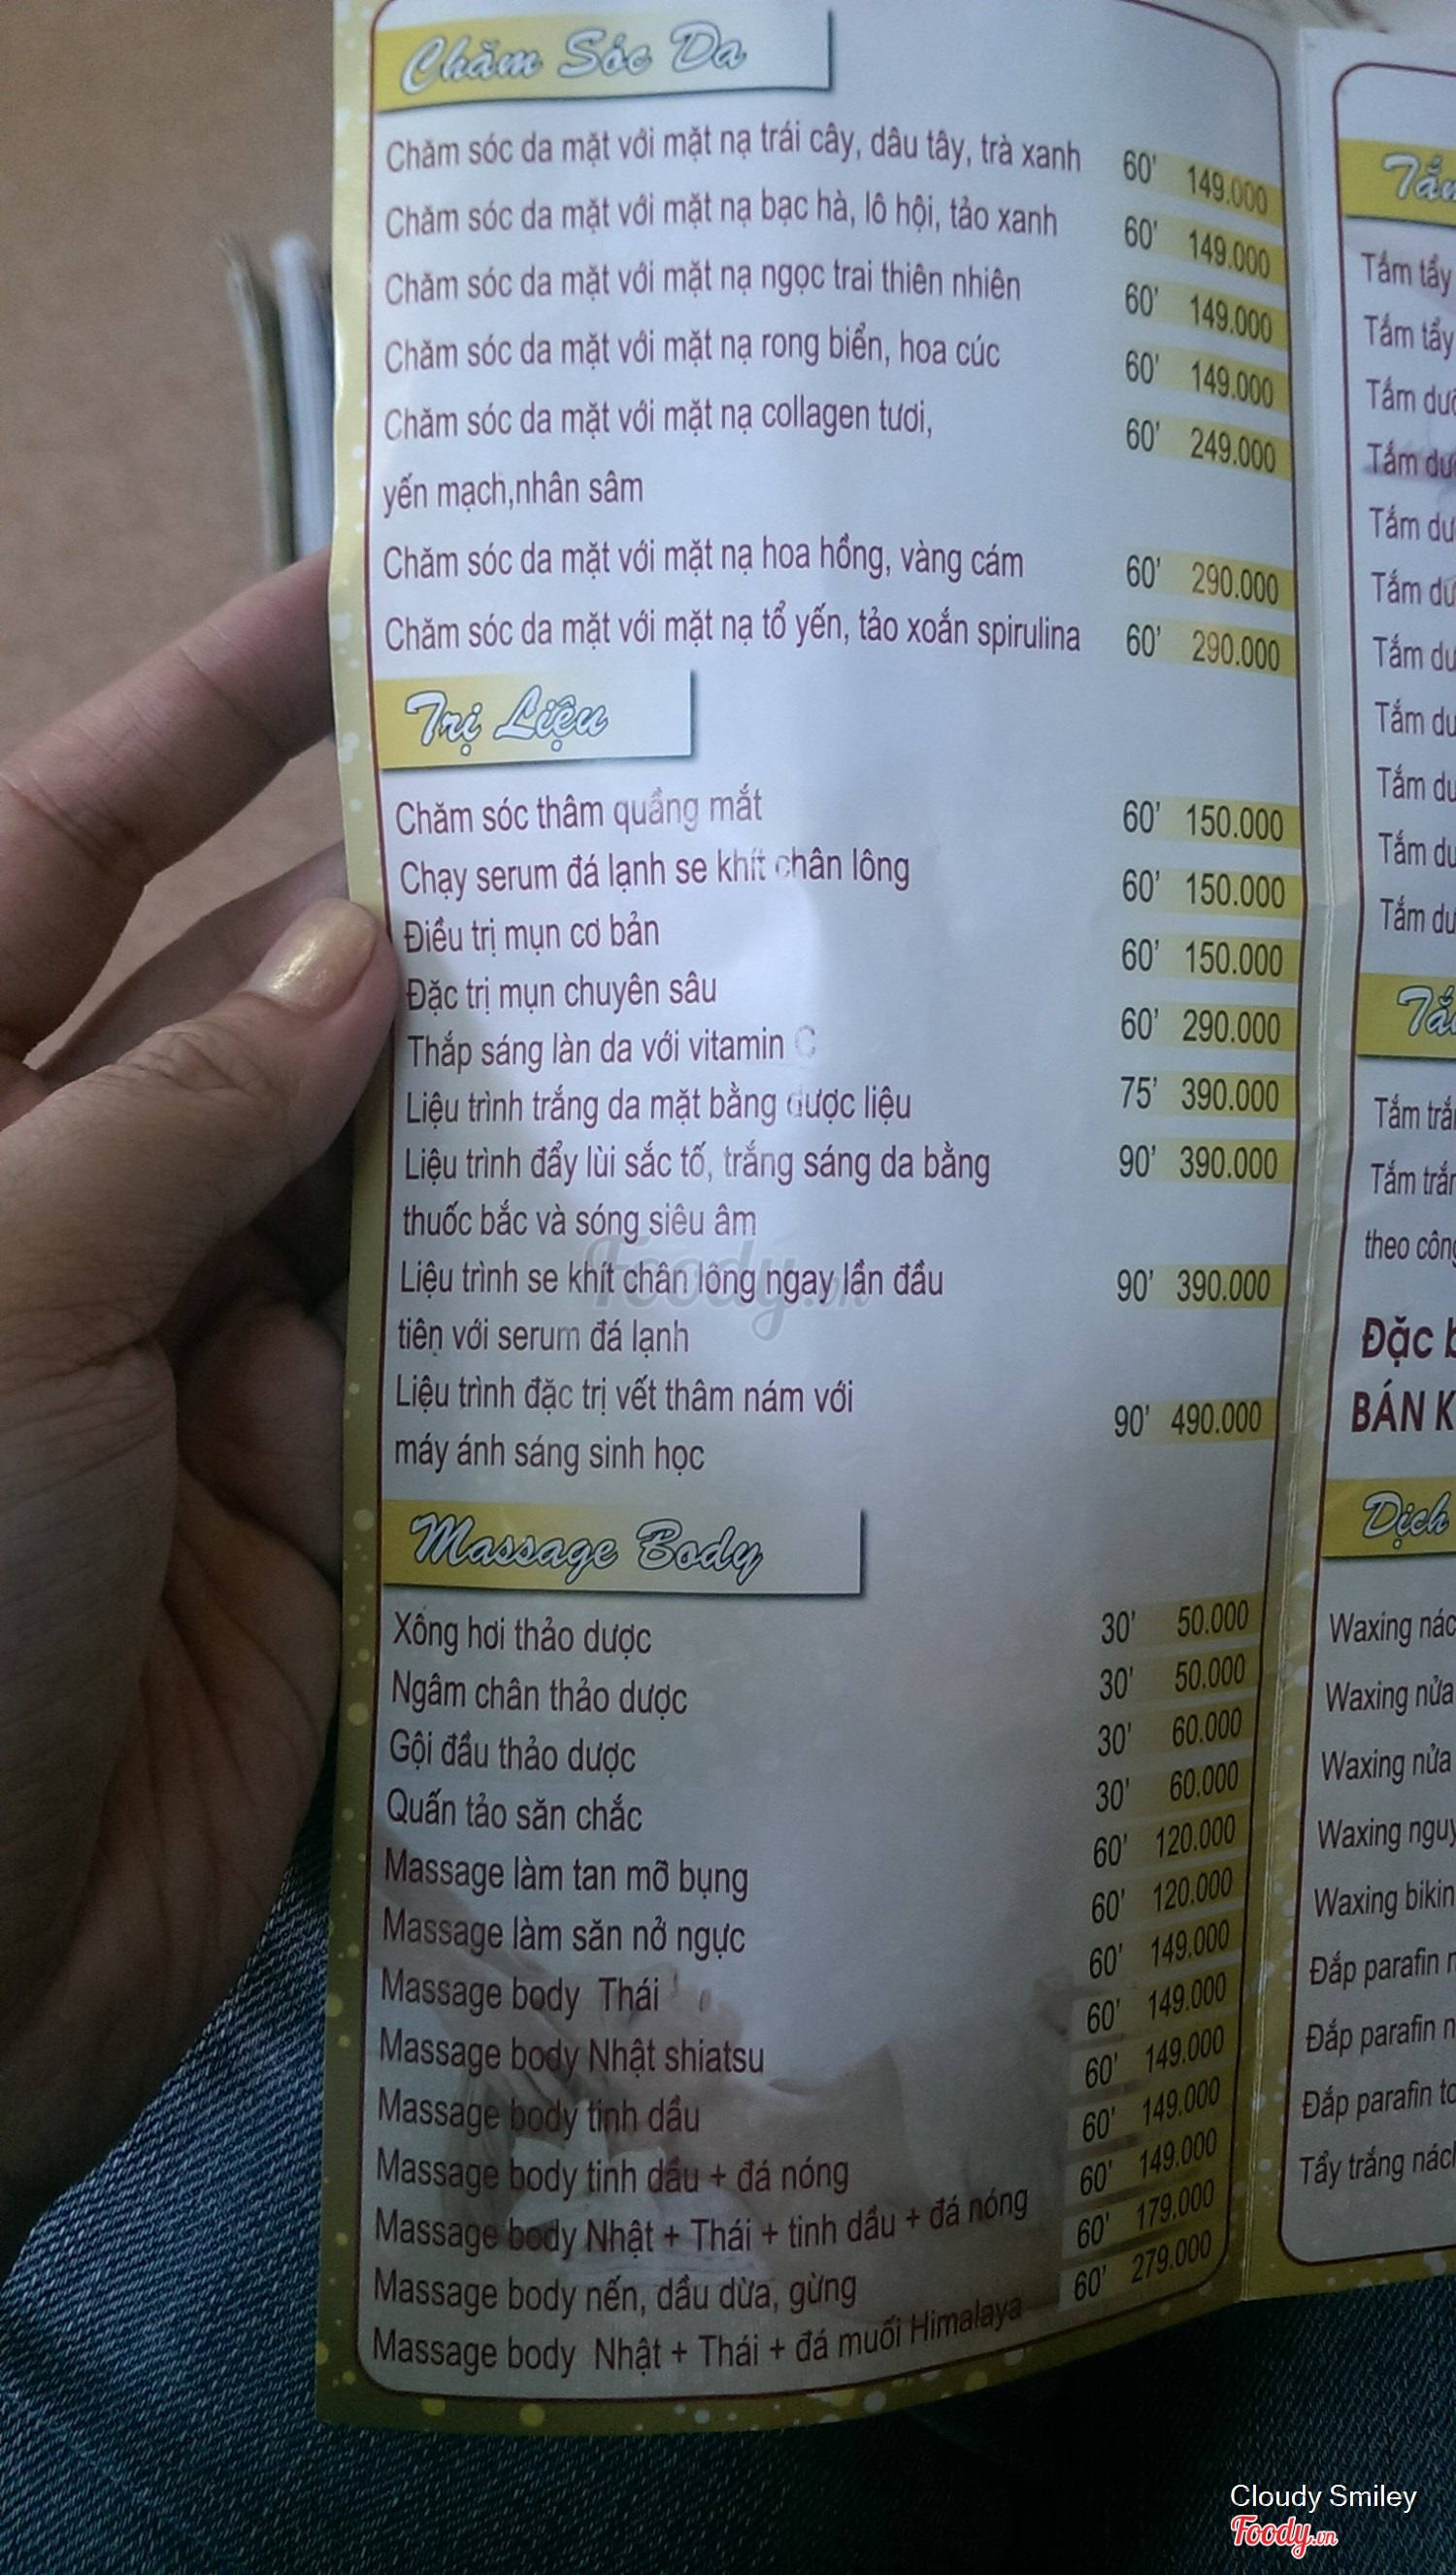 Chăm Sóc Da
Chăm sóc da mặt với mặt nạ trái cây, dâu tây, trà xanh 60' 149.000
Chăm sóc da mặt với mặt nạ bạc hà, lô hội, tảo xanh 60' 149.000
Chăm sóc da mặt với mặt nạ ngọc trai thiên nhiên 60' 149.000
Chăm sóc da mặt với mặt nạ rong biển, hoa cúc 60' 149.000
Chăm sóc da mặt với mặt nạ collagen tươi, 60' 249.000
yến mạch,nhân sâm
Chăm sóc da mặt với mặt nạ hoa hồng, vàng cám 60' 290.000
Chăm sóc da mặt với mặt nạ tổ yến, tảo xoắn spirulina 60' 290.000
Trị Liệu
Chăm sóc thâm quầng mắt 60' 150.000
Chạy serum đá lạnh se khít chân lông 60' 150.000
Điều trị mụn cơ bản 60' 150.000
Đặc trị mụn chuyên sâu 60' 290.000
Thắp sáng làn da với vitamin C 75' 390.000
Liệu trình trắng da mặt bằng dược liệu 90' 390.000
Liệu trình đẩy lùi sắc tố, trắng sáng da bằng
thuốc bắc và sóng siêu âm 90' 390.000
Liệu trình se khít chân lông ngay lần đầu
tiên với serum đá lạnh 90' 490.000
Liệu trình đặc trị vết thâm nám với
máy ánh sáng sinh học
Massage Body
Xông hơi thảo dược 30' 50.000
Ngâm chân thảo dược 30' 50.000
Gội đầu thảo dược 30' 60.000
Quấn tảo săn chắc 30' 60.000
Massage làm tan mỡ bụng 60' 120.000
Massage làm săn nở ngực 60' 120.000
Massage body Thái 60' 149.000
Massage body Nhật shiatsu 60' 149.000
Massage body tinh dầu 60' 149.000
Massage body tinh dầu + đá nóng 60' 149.000
Massage body Nhật + Thái + tinh dầu + đá nóng 60' 149.000
Massage body nến, dầu dừa, gừng 60' 179.000
Massage body Nhật + Thái + đá muối Himalaya 60' 279.000
Tắm tẩy
Tắm tẩy
Tắm
Tắm
Tắm
Tắm
Tắm
Tắm
Tắm
Tắm
Tắm
Tắm
Tắm
theo
Đặc
BÁN
Dịch
Waxing nác
Waxing nửa
Waxing nửa
Waxing
Waxing
Đắp parafin
Đắp parafin
Đắp parafin
Tẩy trắng
Foody.vn
Cloudy Smiley
Foody.vn